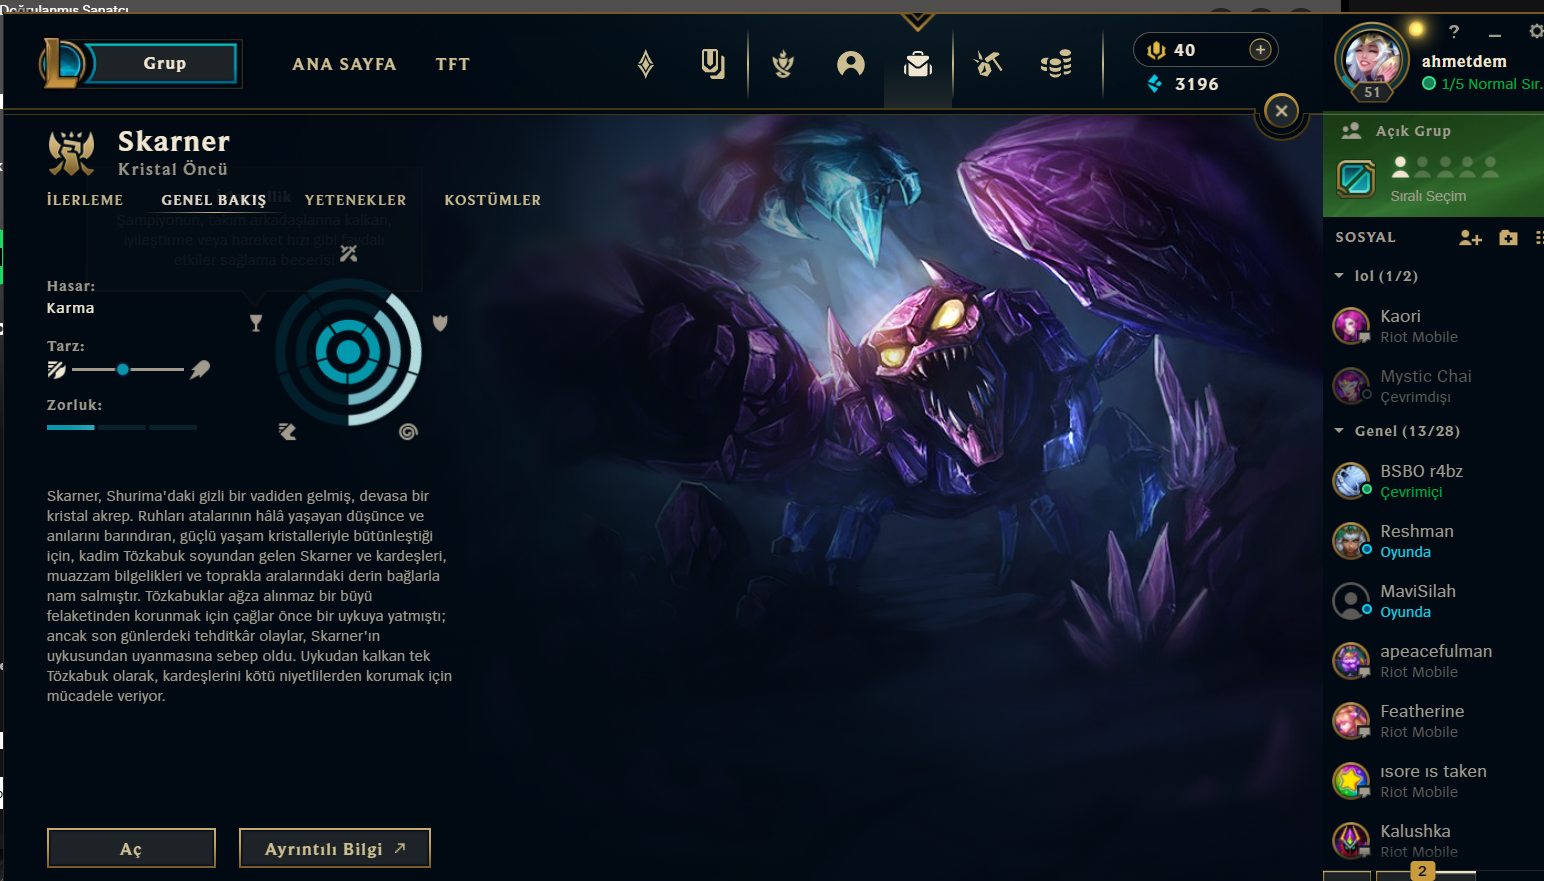 Doğrulanmış Sanatçı
Grup
ANA SAYFA
TFT
40
3196
51
ahmetdem
1/5 Normal Sır.
Skarner
Kristal Öncü
İLERLEME
GENEL BAKIŞ
YETENEKLER
KOSTÜMLER
Şampiyonun, takım arkadaşlarına kalkan,
iyileştirme veya hareket hızı gibi faydalı
etkiler sağlama becerisi
Hasar:
Karma
Tarz:
Zorluk:
Skarner, Shurima'daki gizli bir vadiden gelmiş, devasa bir
kristal akrep. Ruhları atalarının hâlâ yaşayan düşünce ve
anılarını barındıran, güçlü yaşam kristalleriyle bütünleştiği
için, kadim Tözkabuk soyundan gelen Skarner ve kardeşleri,
muazzam bilgelikleri ve toprakla aralarındaki derin bağlarla
nam salmıştır. Tözkabuklar ağza alınmaz bir büyü
felaketinden korunmak için çağlar önce bir uykuya yatmıştı;
ancak son günlerdeki tehditkâr olaylar, Skarner'ın
uykusundan uyanmasına sebep oldu. Uykudan kalkan tek
Tözkabuk olarak, kardeşlerini kötü niyetlilerden korumak için
mücadele veriyor.
Aç
Ayrıntılı Bilgi
Açık Grup
Sıralı Seçim
SOSYAL
lol (1/2)
Kaori
Riot Mobile
Mystic Chai
Çevrimdışı
Genel (13/28)
BSBO r4bz
Çevrimiçi
Reshman
Oyunda
MaviSilah
Oyunda
apeacefulman
Riot Mobile
Featherine
Riot Mobile
ısore ıs taken
Riot Mobile
Kalushka
Riot Mobile
2